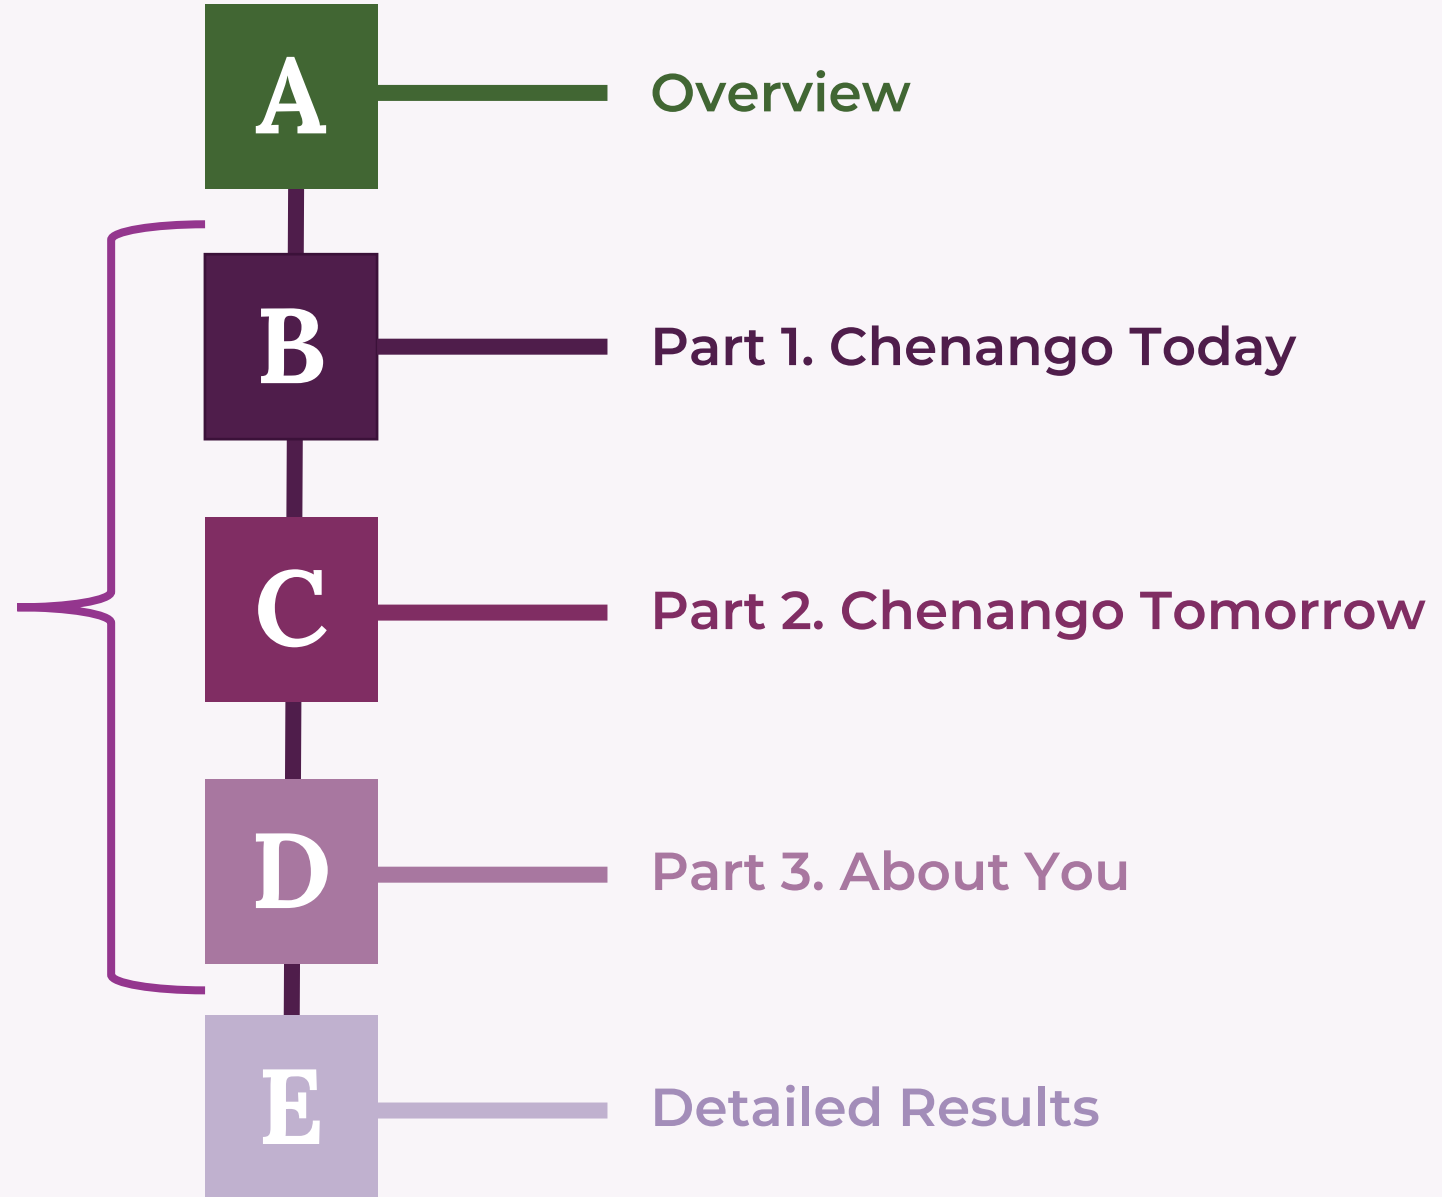 A
Overview
B
Part 1. Chenango Today
C
Part 2. Chenango Tomorrow
D
Part 3. About You
E
Detailed Results